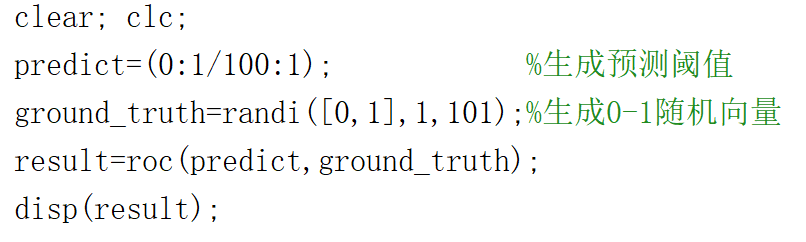 clear; clc;
predict=(0:1/100:1);          %生成预测阈值
ground_truth=randi([0,1],1,101);%生成0-1随机向量
result=roc(predict,ground_truth);
disp(result);